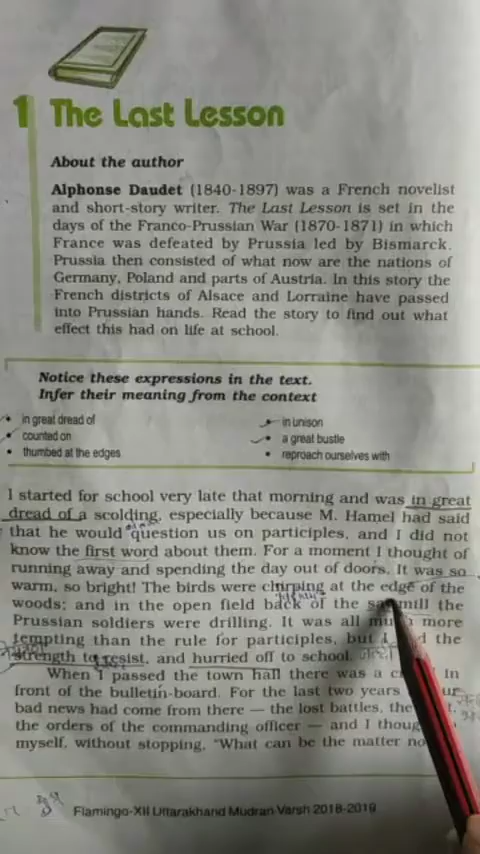 1 The Last Lesson
About the author
Alphonse Daudet (1840-1897) was a French novelist
and short-story writer. The Last Lesson is set in the
days of the Franco-Prussian War (1870-1871) in which
France was defeated by Prussia led by Bismarck.
Prussia then consisted of what now are the nations of
Germany, Poland and parts of Austria. In this story the
French districts of Alsace and Lorraine have passed
into Prussian hands. Read the story to find out what
effect this had on life at school.
Notice these expressions in the text.
Infer their meaning from the context
• in great dread of
• counted on
• thumbed at the edges
• in unison
• a great bustle
• reproach ourselves with
I started for school very late that morning and was in great
dread of a scolding, especially because M. Hamel had said
that he would question us on participles, and I did not
know the first word about them. For a moment I thought of
running away and spending the day out of doors. It was so
warm, so bright! The birds were chirping at the edge of the
woods; and in the open field back of the sawmill the
Prussian soldiers were drilling. It was all much more
tempting than the rule for participles, but I the
strength to resist, and hurried off to school.
When I passed the town hall there was a in
front of the bulletin-board. For the last two years
bad news had come from there — the lost battles, the
the orders of the commanding officer — and I
myself, without stopping, "What can be the matter
Flamingo-XII Uttarakhand Mudran Varsh 2018-2019